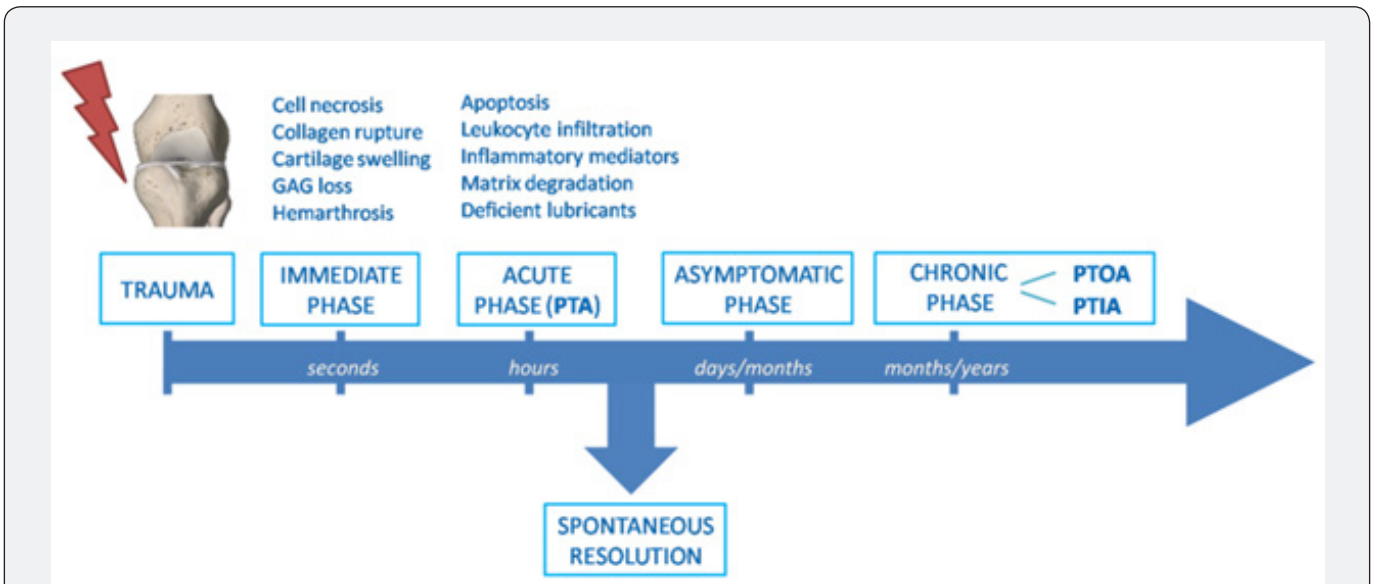 Cell necrosis
Collagen rupture
Cartilage swelling
GAG loss
Hemarthrosis
Apoptosis
Leukocyte infiltration
Inflammatory mediators
Matrix degradation
Deficient lubricants
TRAUMA
IMMEDIATE
PHASE
ACUTE
PHASE (PTA)
ASYMPTOMATIC
PHASE
CHRONIC
PHASE
PTOA
PTIA
seconds
hours
days/months
months/years
SPONTANEOUS
RESOLUTION